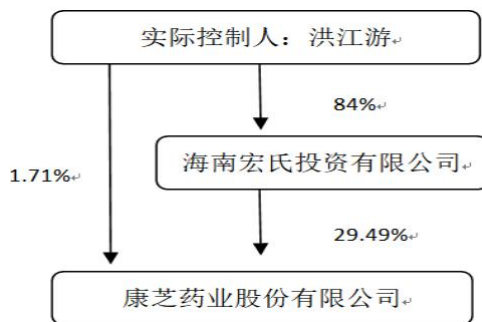 实际控制人：洪江游
84%
海南宏氏投资有限公司
1.71%
29.49%
康芝药业股份有限公司